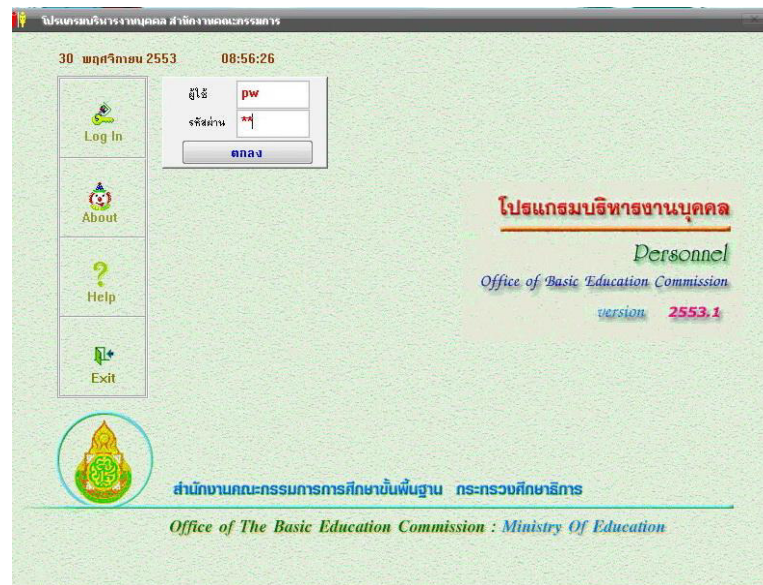 โปรแกรมบริหารงานบุคคล สำนักงานคณะกรรมการ
30 พฤศจิกายน 2553 08:56:26
ผู้ใช้ pw
รหัสผ่าน **
ตกลง
Log In
About
Help
Exit
โปรแกรมบริหารงานบุคคล
Personnel
Office of Basic Education Commission
version 2553.1
สำนักงานคณะกรรมการการศึกษาขั้นพื้นฐาน กระทรวงศึกษาธิการ
Office of The Basic Education Commission : Ministry Of Education